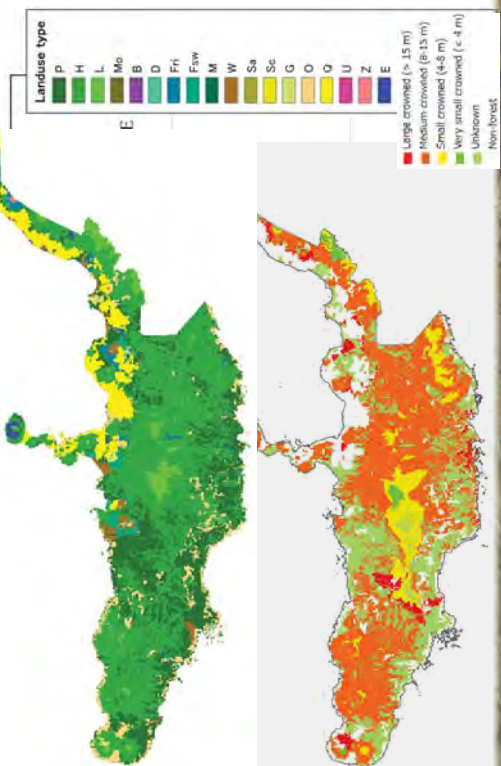 Landuse type
P
H
L
Mo
B
D
Fri
Fsw
M
W
Sa
Sc
G
O
Q
U
Z
E
E
Large crowned (> 15 m)
Medium crowned (8-15 m)
Small crowned (4-8 m)
Very small crowned (< 4 m)
Unknown
Non-forest